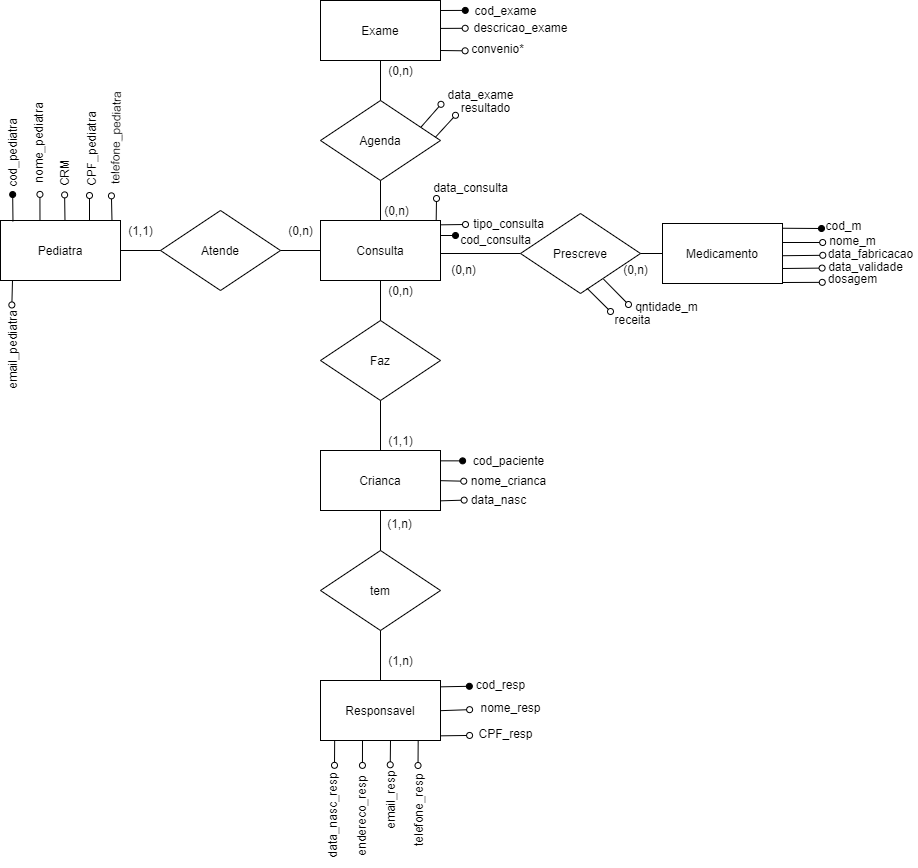 cod_exame
Exame
descricao_exame
convenio*
(0,n)
data_exame
resultado
Agenda
cod_pediatra
nome_pediatra
CRM
CPF_pediatra
telefone_pediatra
(0,n)
data_consulta
tipo_consulta
cod_consulta
Pediatra
(1,1)
Atende
(0,n)
Consulta
(0,n)
Prescreve
(0,n)
Medicamento
cod_m
nome_m
data_fabricacao
data_validade
dosagem
qntidade_m
receita
email_pediatra
(0,n)
Faz
(1,1)
Crianca
cod_paciente
nome_crianca
data_nasc
(1,n)
tem
(1,n)
Responsavel
cod_resp
nome_resp
CPF_resp
data_nasc_resp
endereco_resp
email_resp
telefone_resp